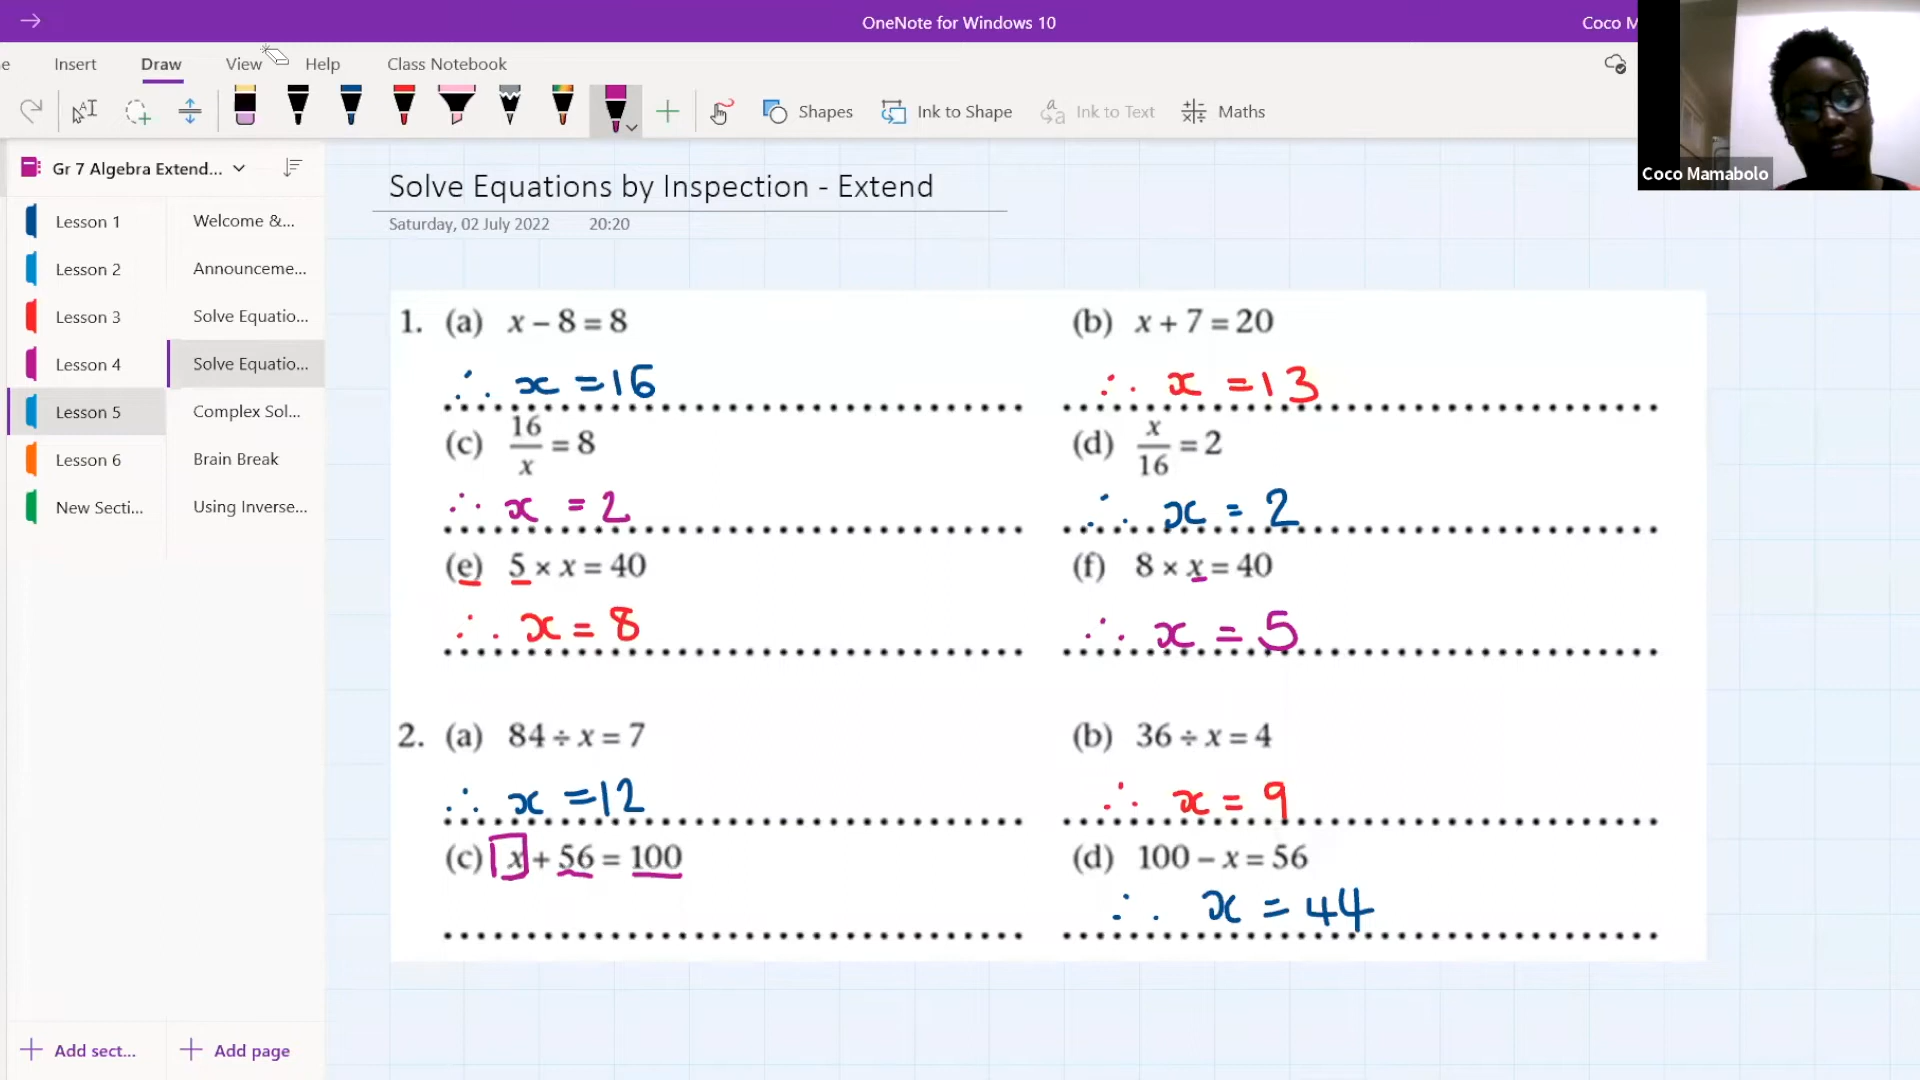 OneNote for Windows 10
Coco M
e Insert Draw View Help Class Notebook
Shapes Ink to Shape Ink to Text Maths
Coco Mamabolo
Gr 7 Algebra Extend...
Lesson 1
Lesson 2
Lesson 3
Lesson 4
Lesson 5
Lesson 6
New Secti...
Add sect...
Welcome &...
Announceme...
Solve Equatio...
Solve Equatio...
Complex Sol...
Brain Break
Using Inverse...
Add page
Solve Equations by Inspection - Extend
Saturday, 02 July 2022 20:20
1. (a) x – 8 = 8 (b) x + 7 = 20
∴ x = 16 ∴ x = 13
(c) 16/x = 8 (d) x/16 = 2
∴ x = 2 ∴ x = 2
(e) 5 × x = 40 (f) 8 × x = 40
∴ x = 8 ∴ x = 5
2. (a) 84 ÷ x = 7 (b) 36 ÷ x = 4
∴ x = 12 ∴ x = 9
(c) x + 56 = 100 (d) 100 – x = 56
∴ x = 44